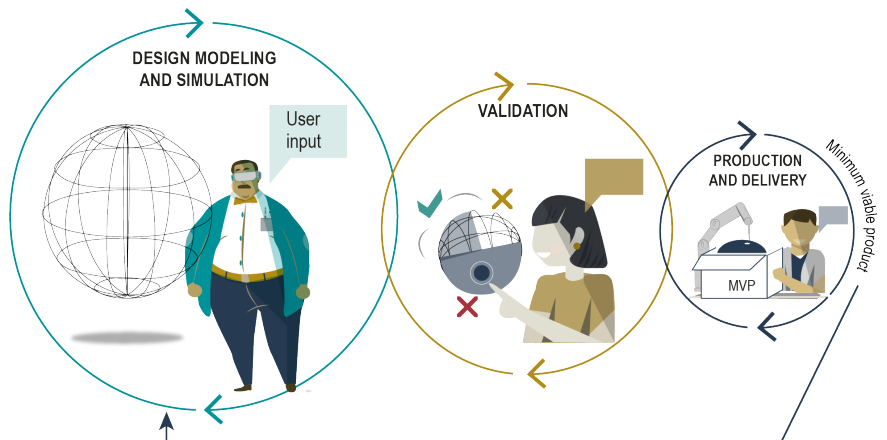 DESIGN MODELING
AND SIMULATION
User
input
VALIDATION
PRODUCTION
AND DELIVERY
MVP
Minimum viable product